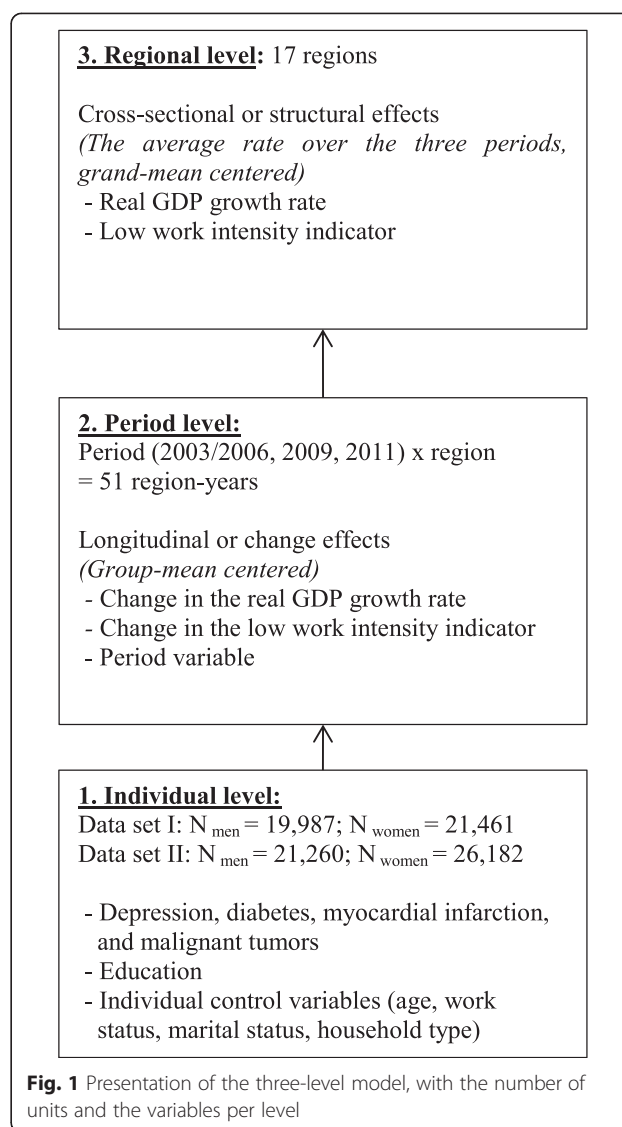 3. Regional level: 17 regions
Cross-sectional or structural effects
(The average rate over the three periods,
grand-mean centered)
- Real GDP growth rate
- Low work intensity indicator
2. Period level:
Period (2003/2006, 2009, 2011) x region
= 51 region-years
Longitudinal or change effects
(Group-mean centered)
- Change in the real GDP growth rate
- Change in the low work intensity indicator
- Period variable
1. Individual level:
Data set I: N men = 19,987; N women = 21,461
Data set II: N men = 21,260; N women = 26,182
- Depression, diabetes, myocardial infarction,
and malignant tumors
- Education
- Individual control variables (age, work
status, marital status, household type)
Fig. 1 Presentation of the three-level model, with the number of
units and the variables per level